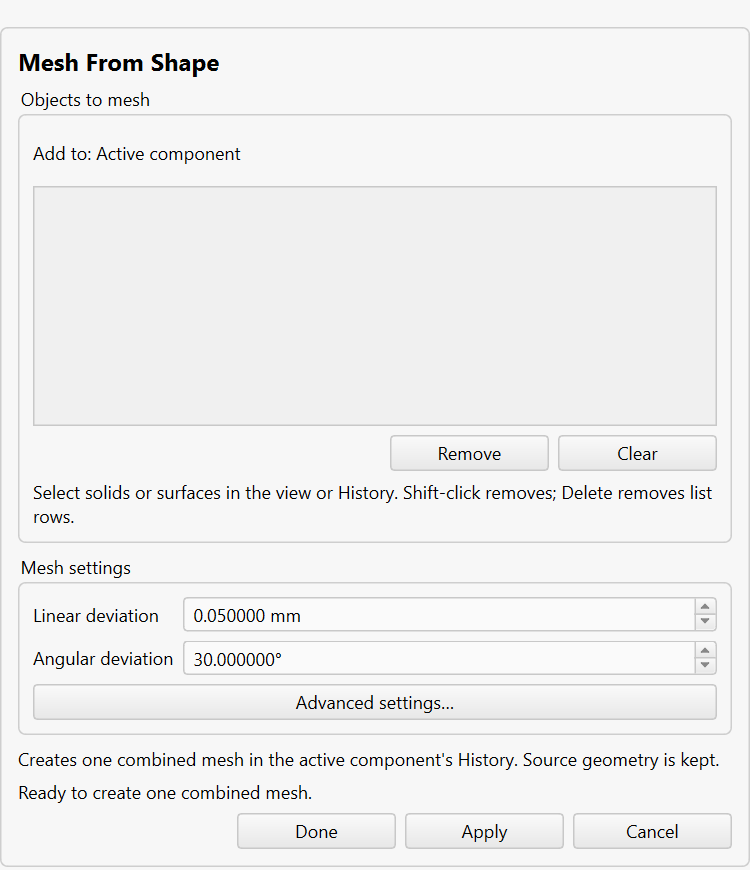 Mesh From Shape
Objects to mesh
Add to: Active component
Remove
Clear
Select solids or surfaces in the view or History. Shift-click removes; Delete removes list
rows.
Mesh settings
Linear deviation
0.050000 mm
Angular deviation
30.000000°
Advanced settings...
Creates one combined mesh in the active component's History. Source geometry is kept.
Ready to create one combined mesh.
Done
Apply
Cancel